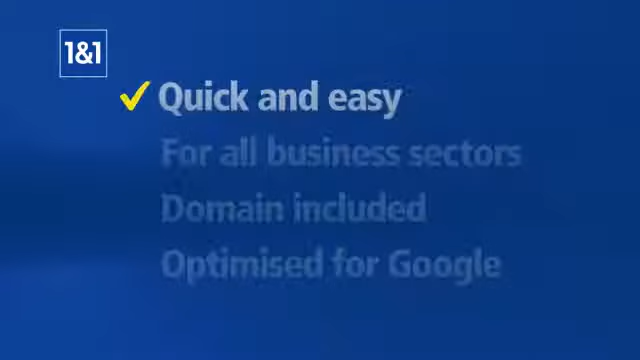 1&1
Quick and easy
For all business sectors
Domain included
Optimised for Google